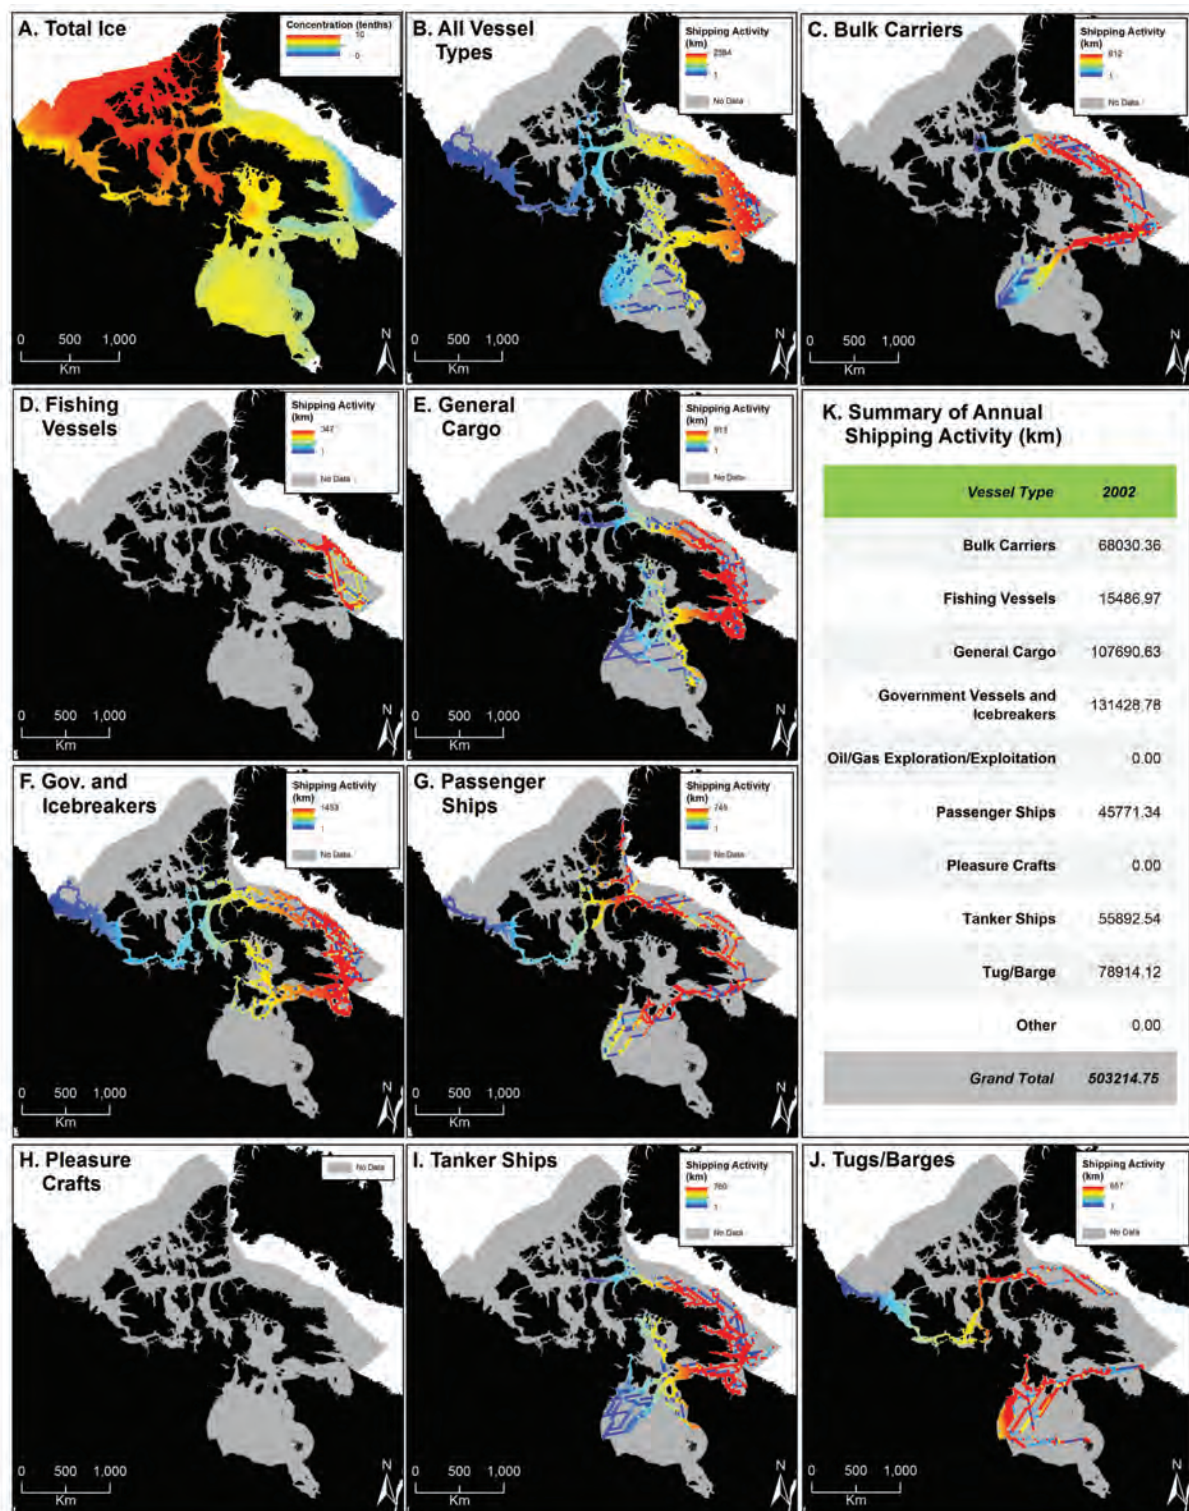 A. Total Ice
Concentration (tenths)
10
0
0 500 1,000
Km
N
B. All Vessel
Types
Shipping Activity
(km)
1
No Data
0 500 1,000
Km
N
C. Bulk Carriers
Shipping Activity
(km)
1
No Data
0 500 1,000
Km
N
D. Fishing
Vessels
Shipping Activity
(km)
347
1
No Data
0 500 1,000
Km
N
E. General
Cargo
Shipping Activity
(km)
1
No Data
0 500 1,000
Km
N
K. Summary of Annual
Shipping Activity (km)
Vessel Type 2002
Bulk Carriers 68030.36
Fishing Vessels 15486.97
General Cargo 107690.63
Government Vessels and
Icebreakers 131428.78
Oil/Gas Exploration/Exploitation 0.00
Passenger Ships 45771.34
Pleasure Crafts 0.00
Tanker Ships 55892.54
Tug/Barge 78914.12
Other 0.00
Grand Total 503214.75
F. Gov. and
Icebreakers
Shipping Activity
(km)
1453
1
No Data
0 500 1,000
Km
N
G. Passenger
Ships
Shipping Activity
(km)
1
No Data
0 500 1,000
Km
N
H. Pleasure
Crafts
No Data
0 500 1,000
Km
N
I. Tanker Ships
Shipping Activity
(km)
1
No Data
0 500 1,000
Km
N
J. Tugs/Barges
Shipping Activity
(km)
1
No Data
0 500 1,000
Km
N